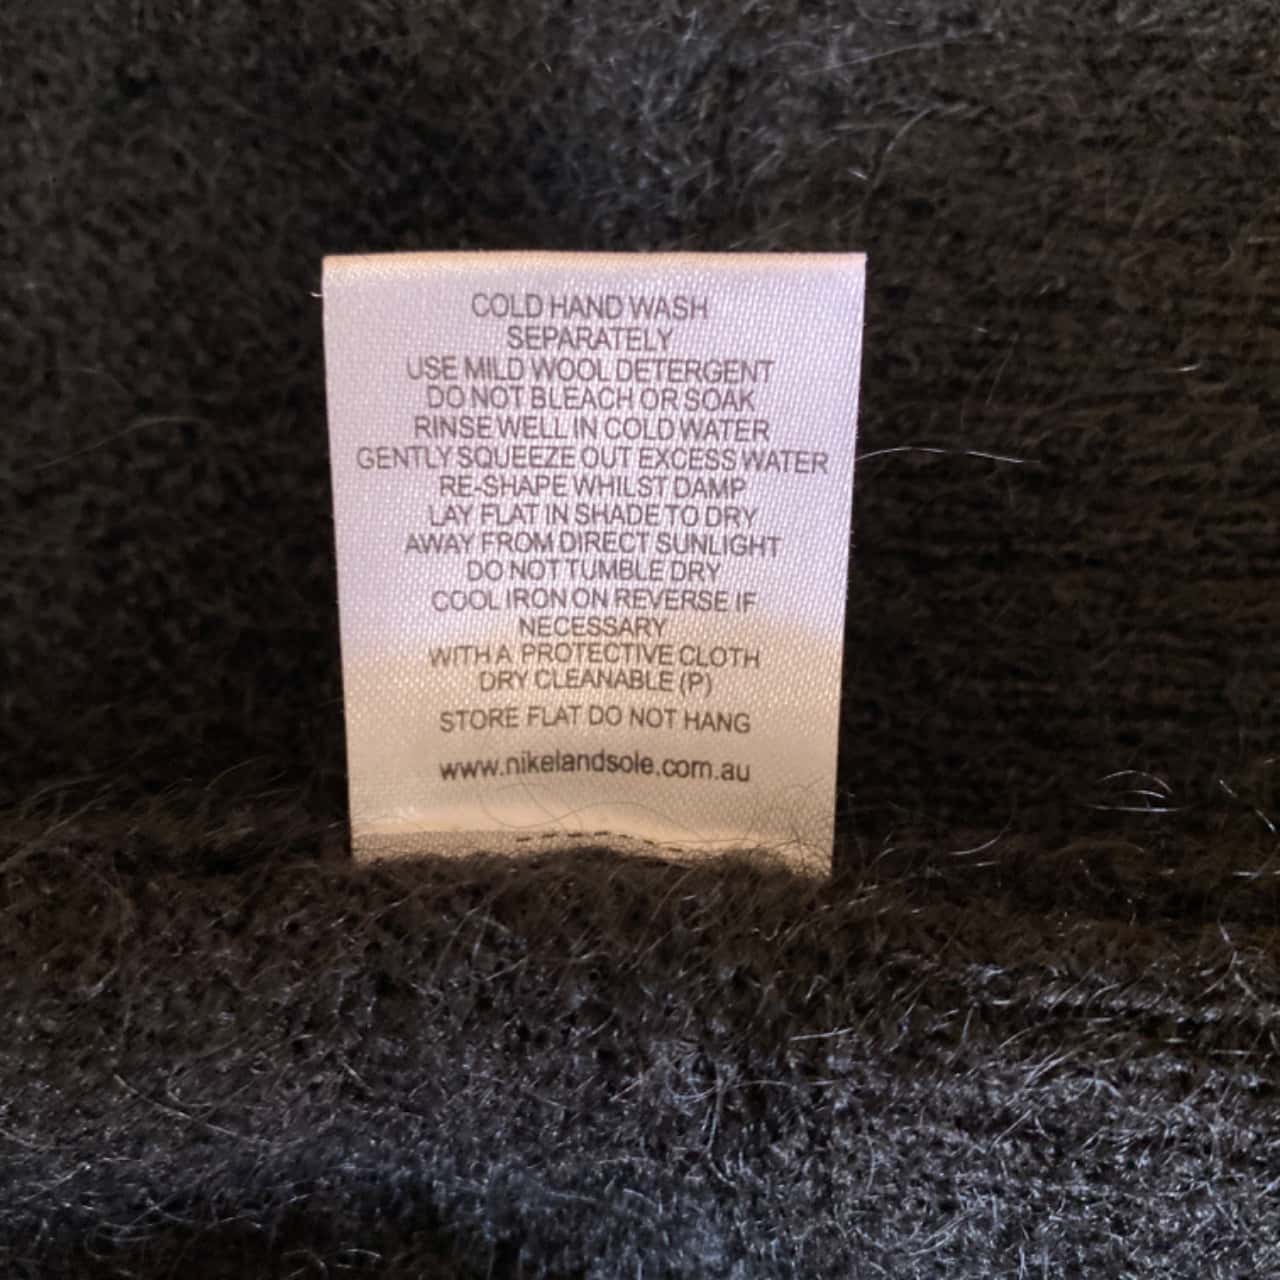 COLD HAND WASH
SEPARATELY
USE MILD WOOL DETERGENT
DO NOT BLEACH OR SOAK
RINSE WELL IN COLD WATER
GENTLY SQUEEZE OUT EXCESS WATER
RE-SHAPE WHILST DAMP
LAY FLAT IN SHADE TO DRY
AWAY FROM DIRECT SUNLIGHT
DO NOT TUMBLE DRY
COOL IRON ON REVERSE IF
NECESSARY
WITH A PROTECTIVE CLOTH
DRY CLEANABLE (P)
STORE FLAT DO NOT HANG
www.nikelandsole.com.au